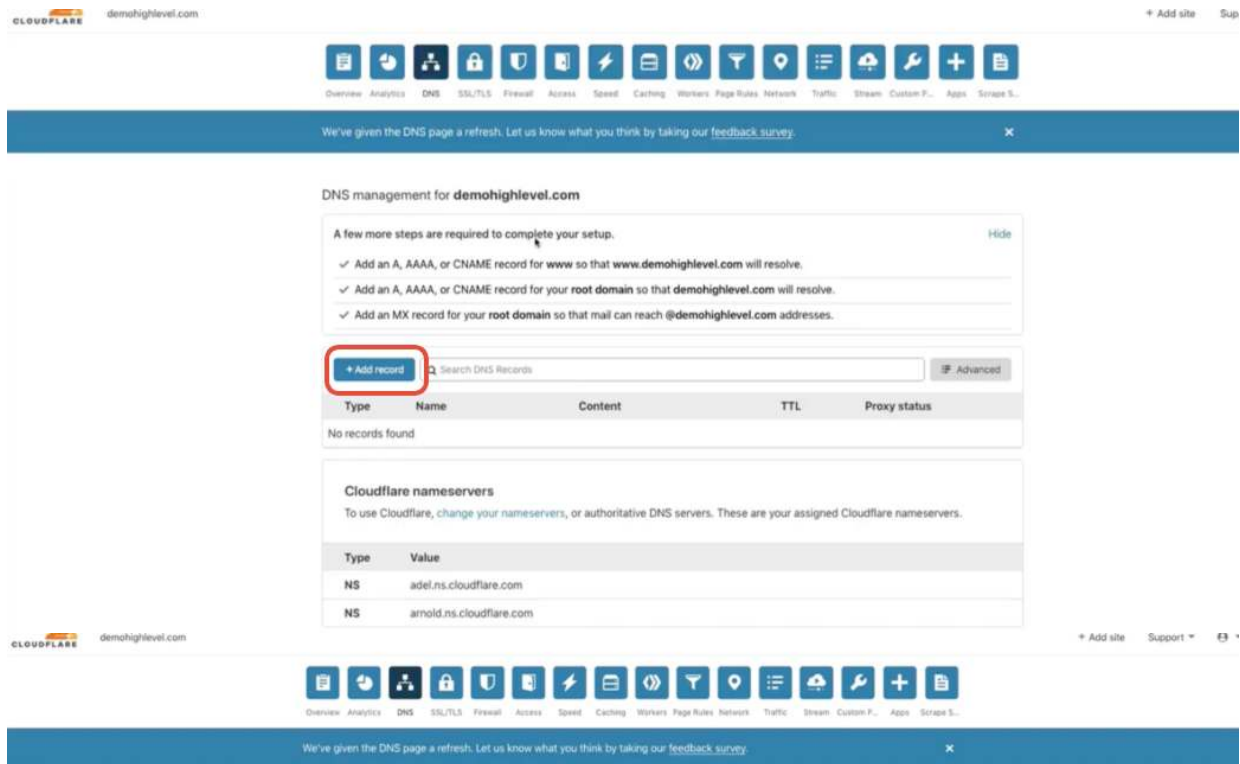 CLOUDFLARE demohighlevel.com + Add site Sup
Overview Analytics DNS SSL/TLS Firewall Access Speed Caching Workers Page Rules Network Traffic Stream Custom P... Apps Scrape S...
We've given the DNS page a refresh. Let us know what you think by taking our feedback survey. ×
DNS management for demohighlevel.com
A few more steps are required to complete your setup. Hide
✓ Add an A, AAAA, or CNAME record for www so that www.demohighlevel.com will resolve.
✓ Add an A, AAAA, or CNAME record for your root domain so that demohighlevel.com will resolve.
✓ Add an MX record for your root domain so that mail can reach @demohighlevel.com addresses.
+ Add record Search DNS Records Advanced
Type Name Content TTL Proxy status
No records found
Cloudflare nameservers
To use Cloudflare, change your nameservers, or authoritative DNS servers. These are your assigned Cloudflare nameservers.
Type Value
NS adel.ns.cloudflare.com
NS arnold.ns.cloudflare.com
CLOUDFLARE demohighlevel.com + Add site Support
Overview Analytics DNS SSL/TLS Firewall Access Speed Caching Workers Page Rules Network Traffic Stream Custom P... Apps Scrape S...
We've given the DNS page a refresh. Let us know what you think by taking our feedback survey. ×